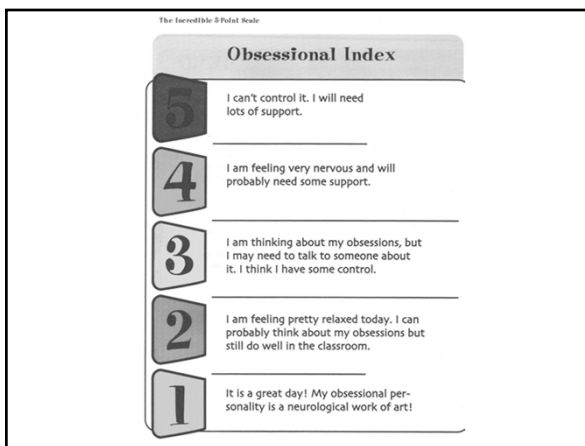 The Incredible 5-Point Scale
Obsessional Index
5
I can't control it. I will need
lots of support.
4
I am feeling very nervous and will
probably need some support.
3
I am thinking about my obsessions, but
I may need to talk to someone about
it. I think I have some control.
2
I am feeling pretty relaxed today. I can
probably think about my obsessions but
still do well in the classroom.
1
It is a great day! My obsessional per-
sonality is a neurological work of art!